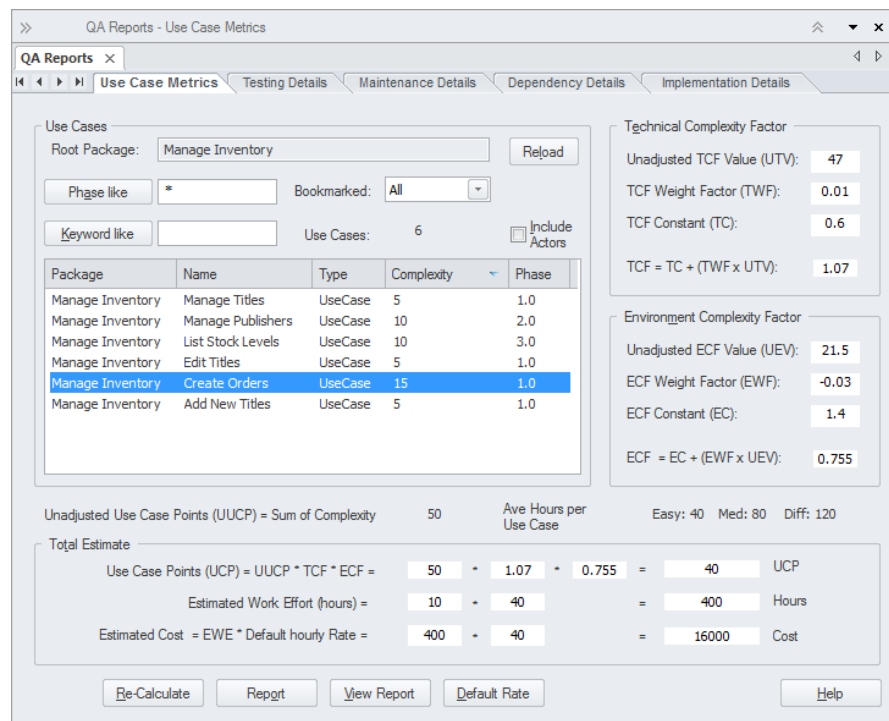 QA Reports - Use Case Metrics
QA Reports
Use Case Metrics Testing Details Maintenance Details Dependency Details Implementation Details
Use Cases
Root Package: Manage Inventory Reload
Phase like * Bookmarked: All
Keyword like Use Cases: 6 Include Actors
Package Name Type Complexity Phase
Manage Inventory Manage Titles UseCase 5 1.0
Manage Inventory Manage Publishers UseCase 10 2.0
Manage Inventory List Stock Levels UseCase 10 3.0
Manage Inventory Edit Titles UseCase 5 1.0
Manage Inventory Create Orders UseCase 15 1.0
Manage Inventory Add New Titles UseCase 5 1.0
Technical Complexity Factor
Unadjusted TCF Value (UTV): 47
TCF Weight Factor (TWF): 0.01
TCF Constant (TC): 0.6
TCF = TC + (TWF x UTV): 1.07
Environment Complexity Factor
Unadjusted ECF Value (UEV): 21.5
ECF Weight Factor (EWF): -0.03
ECF Constant (EC): 1.4
ECF = EC + (EWF x UEV): 0.755
Unadjusted Use Case Points (UUCP) = Sum of Complexity 50 Ave Hours per Use Case Easy: 40 Med: 80 Diff: 120
Total Estimate
Use Case Points (UCP) = UUCP * TCF * ECF = 50 * 1.07 * 0.755 = 40 UCP
Estimated Work Effort (hours) = 10 * 40 = 400 Hours
Estimated Cost = EWE * Default hourly Rate = 400 * 40 = 16000 Cost
Re-Calculate Report View Report Default Rate Help